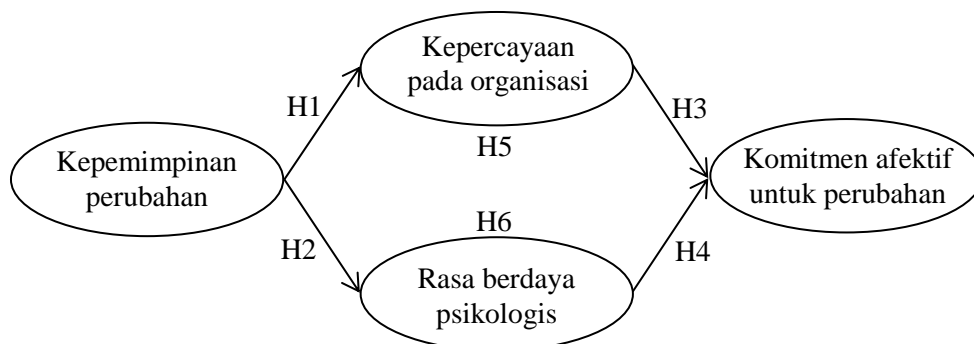 Kepercayaan
pada organisasi
H1
H3
H5
Kepemimpinan
perubahan
Komitmen afektif
untuk perubahan
H6
H2
H4
Rasa berdaya
psikologis